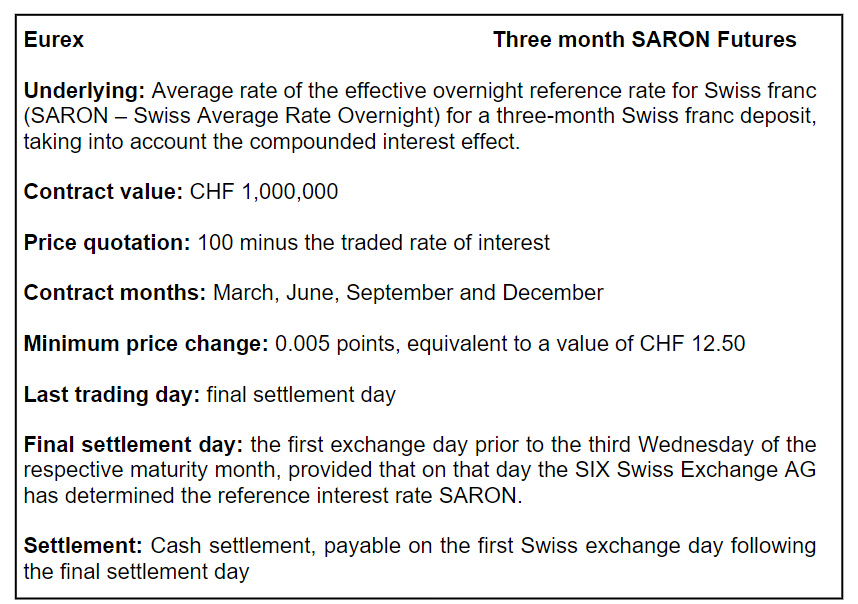 Eurex Three month SARON Futures
Underlying: Average rate of the effective overnight reference rate for Swiss franc
(SARON – Swiss Average Rate Overnight) for a three-month Swiss franc deposit,
taking into account the compounded interest effect.
Contract value: CHF 1,000,000
Price quotation: 100 minus the traded rate of interest
Contract months: March, June, September and December
Minimum price change: 0.005 points, equivalent to a value of CHF 12.50
Last trading day: final settlement day
Final settlement day: the first exchange day prior to the third Wednesday of the
respective maturity month, provided that on that day the SIX Swiss Exchange AG
has determined the reference interest rate SARON.
Settlement: Cash settlement, payable on the first Swiss exchange day following
the final settlement day